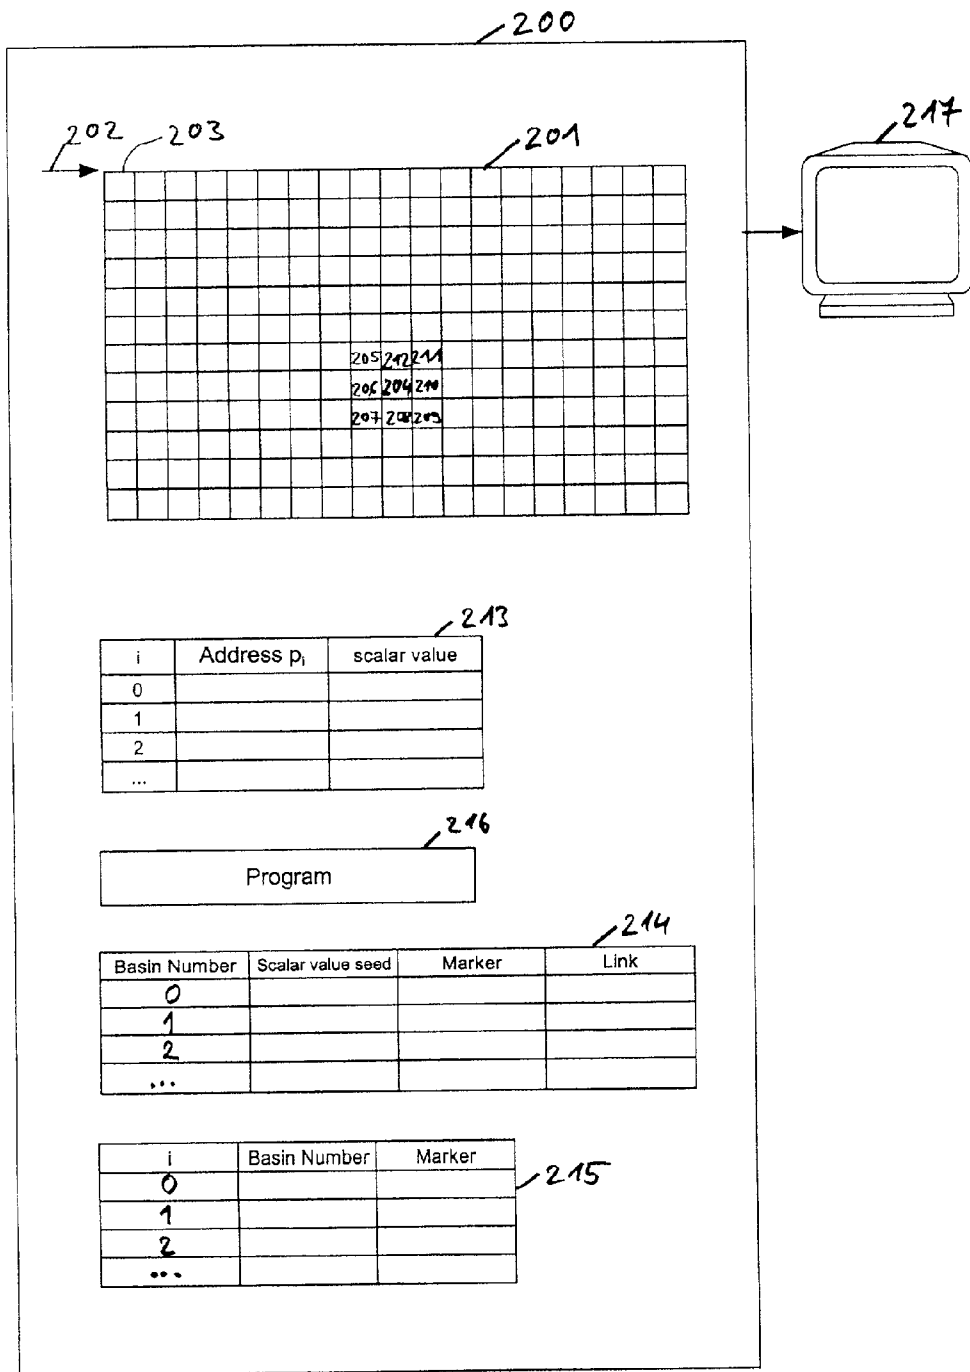 200
202 203 201 217
205 212 211
206 204 210
207 208 209
213
i Address pi scalar value
0
1
2
...
216
Program
214
Basin Number Scalar value seed Marker Link
0
1
2
...
i Basin Number Marker
215
0
1
2
...